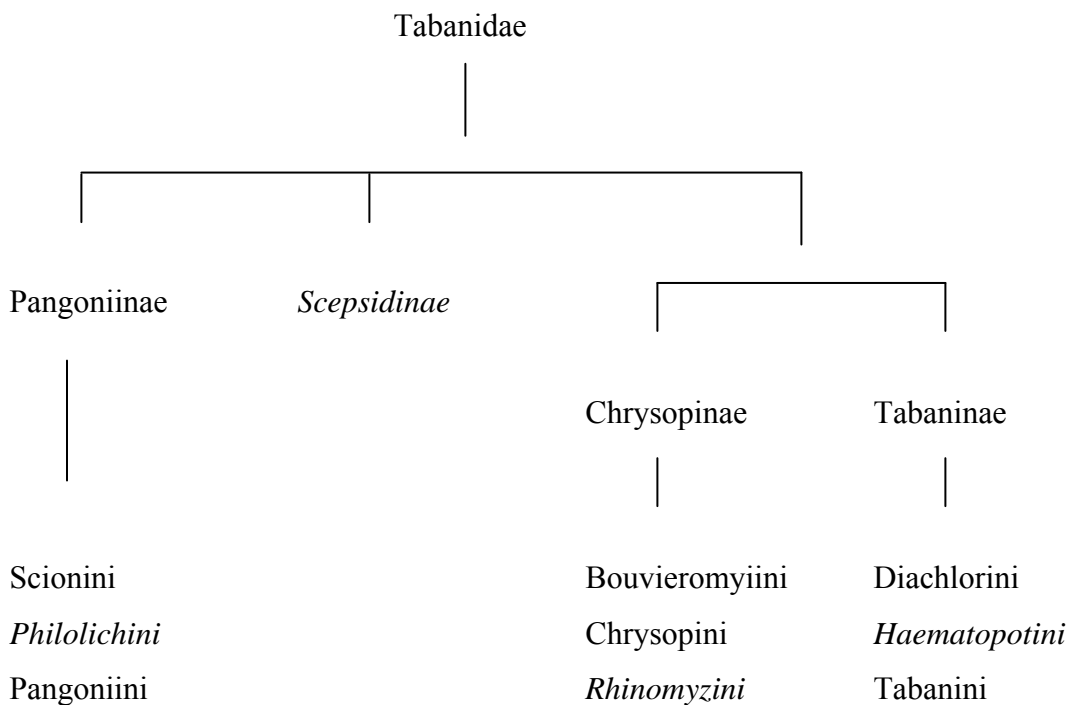 Tabanidae
Pangoniinae Scepsidinae
Chrysopinae Tabaninae
Scionini Bouvieromyiini Diachlorini
Philolichini Chrysopini Haematopotini
Pangoniini Rhinomyzini Tabanini